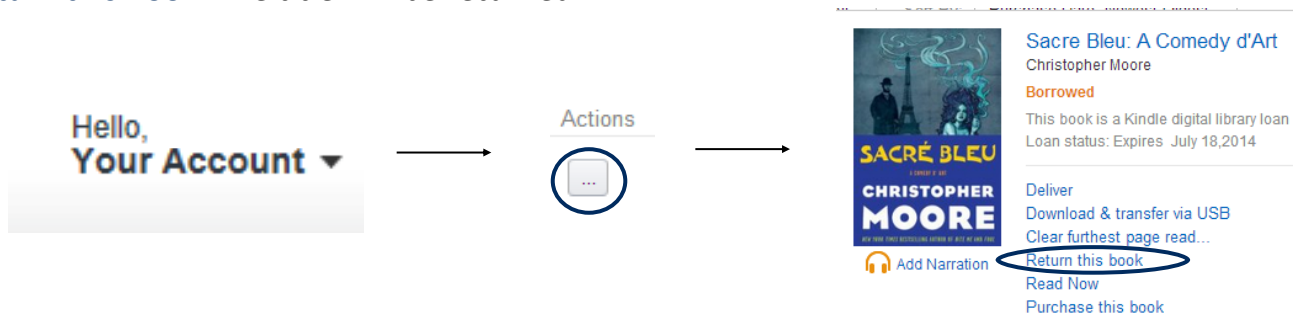 Hello,
Your Account
Actions
...
Sacre Bleu: A Comedy d'Art
Christopher Moore
Borrowed
This book is a Kindle digital library loan
Loan status: Expires July 18,2014
SACRÉ BLEU
A COMEDY D'ART
CHRISTOPHER
MOORE
Add Narration
Deliver
Download & transfer via USB
Clear furthest page read...
Return this book
Read Now
Purchase this book